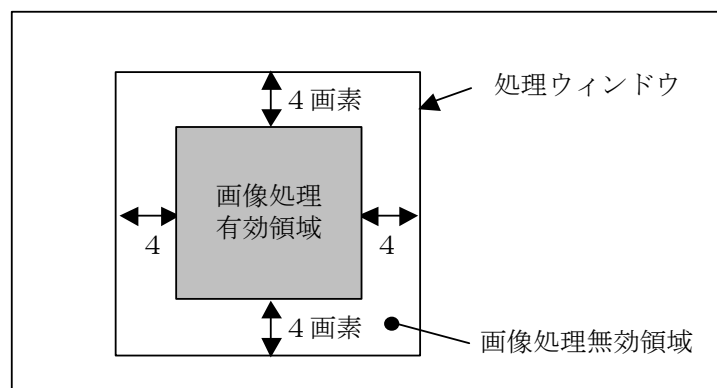 処理ウィンドウ
４画素
画像処理
有効領域
４
４
４画素
画像処理無効領域